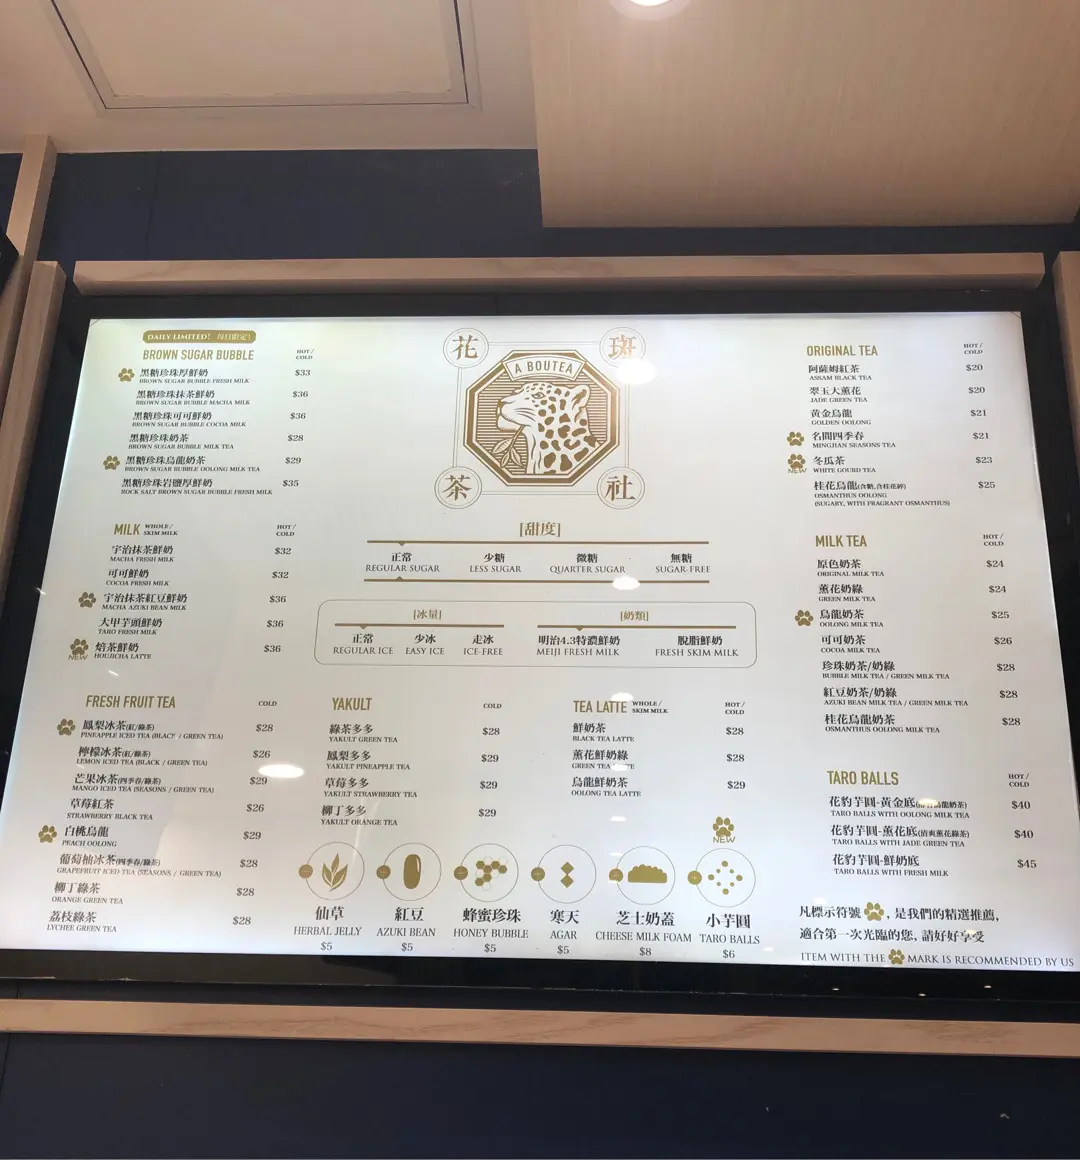 DAILY LIMITED! 每日限定!
BROWN SUGAR BUBBLE HOT / COLD
黑糖珍珠厚鮮奶 $33
BROWN SUGAR BUBBLE FRESH MILK
黑糖珍珠抹茶鮮奶 $36
BROWN SUGAR BUBBLE MACHA MILK
黑糖珍珠可可鮮奶 $36
BROWN SUGAR BUBBLE COCOA MILK
黑糖珍珠奶茶 $28
BROWN SUGAR BUBBLE MILK TEA
黑糖珍珠烏龍奶茶 $29
BROWN SUGAR BUBBLE OOLONG MILK TEA
黑糖珍珠岩鹽厚鮮奶 $35
ROCK SALT BROWN SUGAR BUBBLE FRESH MILK
MILK WHOLE / SKIM MILK HOT / COLD
宇治抹茶鮮奶 $32
MACHA FRESH MILK
可可鮮奶 $32
COCOA FRESH MILK
宇治抹茶紅豆鮮奶 $36
MACHA AZUKI BEAN MILK
大甲芋頭鮮奶 $36
TARO FRESH MILK
焙茶鮮奶 $36
NEW HOUJICHA LATTE
FRESH FRUIT TEA COLD
鳳梨冰茶(紅/綠茶) $28
PINEAPPLE ICED TEA (BLACK / GREEN TEA)
檸檬冰茶(紅/綠茶) $26
LEMON ICED TEA (BLACK / GREEN TEA)
芒果冰茶(四季春/綠茶) $29
MANGO ICED TEA (SEASONS / GREEN TEA)
草莓紅茶 $26
STRAWBERRY BLACK TEA
白桃烏龍 $29
PEACH OOLONG
葡萄柚冰茶(四季春/綠茶) $28
GRAPEFRUIT ICED TEA (SEASONS / GREEN TEA)
柳丁綠茶 $28
ORANGE GREEN TEA
荔枝綠茶 $28
LYCHEE GREEN TEA
花 斑
A BOUTEA
茶 社
[甜度]
正常 少糖 微糖 無糖
REGULAR SUGAR LESS SUGAR QUARTER SUGAR SUGAR-FREE
[冰量]
正常 少冰 走冰
REGULAR ICE EASY ICE ICE-FREE
[奶類]
明治4.3特濃鮮奶 脫脂鮮奶
MEIJI FRESH MILK FRESH SKIM MILK
YAKULT COLD
綠茶多多 $28
YAKULT GREEN TEA
鳳梨多多 $29
YAKULT PINEAPPLE TEA
草莓多多 $29
YAKULT STRAWBERRY TEA
柳丁多多 $29
YAKULT ORANGE TEA
TEA LATTE WHOLE / SKIM MILK HOT / COLD
鮮奶茶 $28
BLACK TEA LATTE
薰花鮮奶綠 $28
GREEN TEA LATTE
烏龍鮮奶茶 $29
OOLONG TEA LATTE
NEW
仙草 紅豆 蜂蜜珍珠 寒天 芝士奶蓋 小芋圓
HERBAL JELLY AZUKI BEAN HONEY BUBBLE AGAR CHEESE MILK FOAM TARO BALLS
$5 $5 $5 $5 $8 $6
ORIGINAL TEA HOT / COLD
阿薩姆紅茶 $20
ASSAM BLACK TEA
翠玉大薰花 $20
JADE GREEN TEA
黃金烏龍 $21
GOLDEN OOLONG
名間四季春 $21
MINGJIAN SEASONS TEA
冬瓜茶 $23
NEW WHITE GOURD TEA
桂花烏龍(含糖,含桂花碎) $25
OSMANTHUS OOLONG
(SUGARY, WITH FRAGRANT OSMANTHUS)
MILK TEA HOT / COLD
原色奶茶 $24
ORIGINAL MILK TEA
薰花奶綠 $24
GREEN MILK TEA
烏龍奶茶 $25
OOLONG MILK TEA
可可奶茶 $26
COCOA MILK TEA
珍珠奶茶/奶綠 $28
BUBBLE MILK TEA / GREEN MILK TEA
紅豆奶茶/奶綠 $28
AZUKI BEAN MILK TEA / GREEN MILK TEA
桂花烏龍奶茶 $28
OSMANTHUS OOLONG MILK TEA
TARO BALLS HOT / COLD
花豹芋圓-黃金底 $40
TARO BALLS WITH OOLONG MILK TEA
花豹芋圓-薰花底(清爽薰花綠茶) $40
TARO BALLS WITH JADE GREEN TEA
花豹芋圓-鮮奶底 $45
TARO BALLS WITH FRESH MILK
凡標示符號 , 是我們的精選推薦,
適合第一次光臨的您, 請好好享受
ITEM WITH THE MARK IS RECOMMENDED BY US